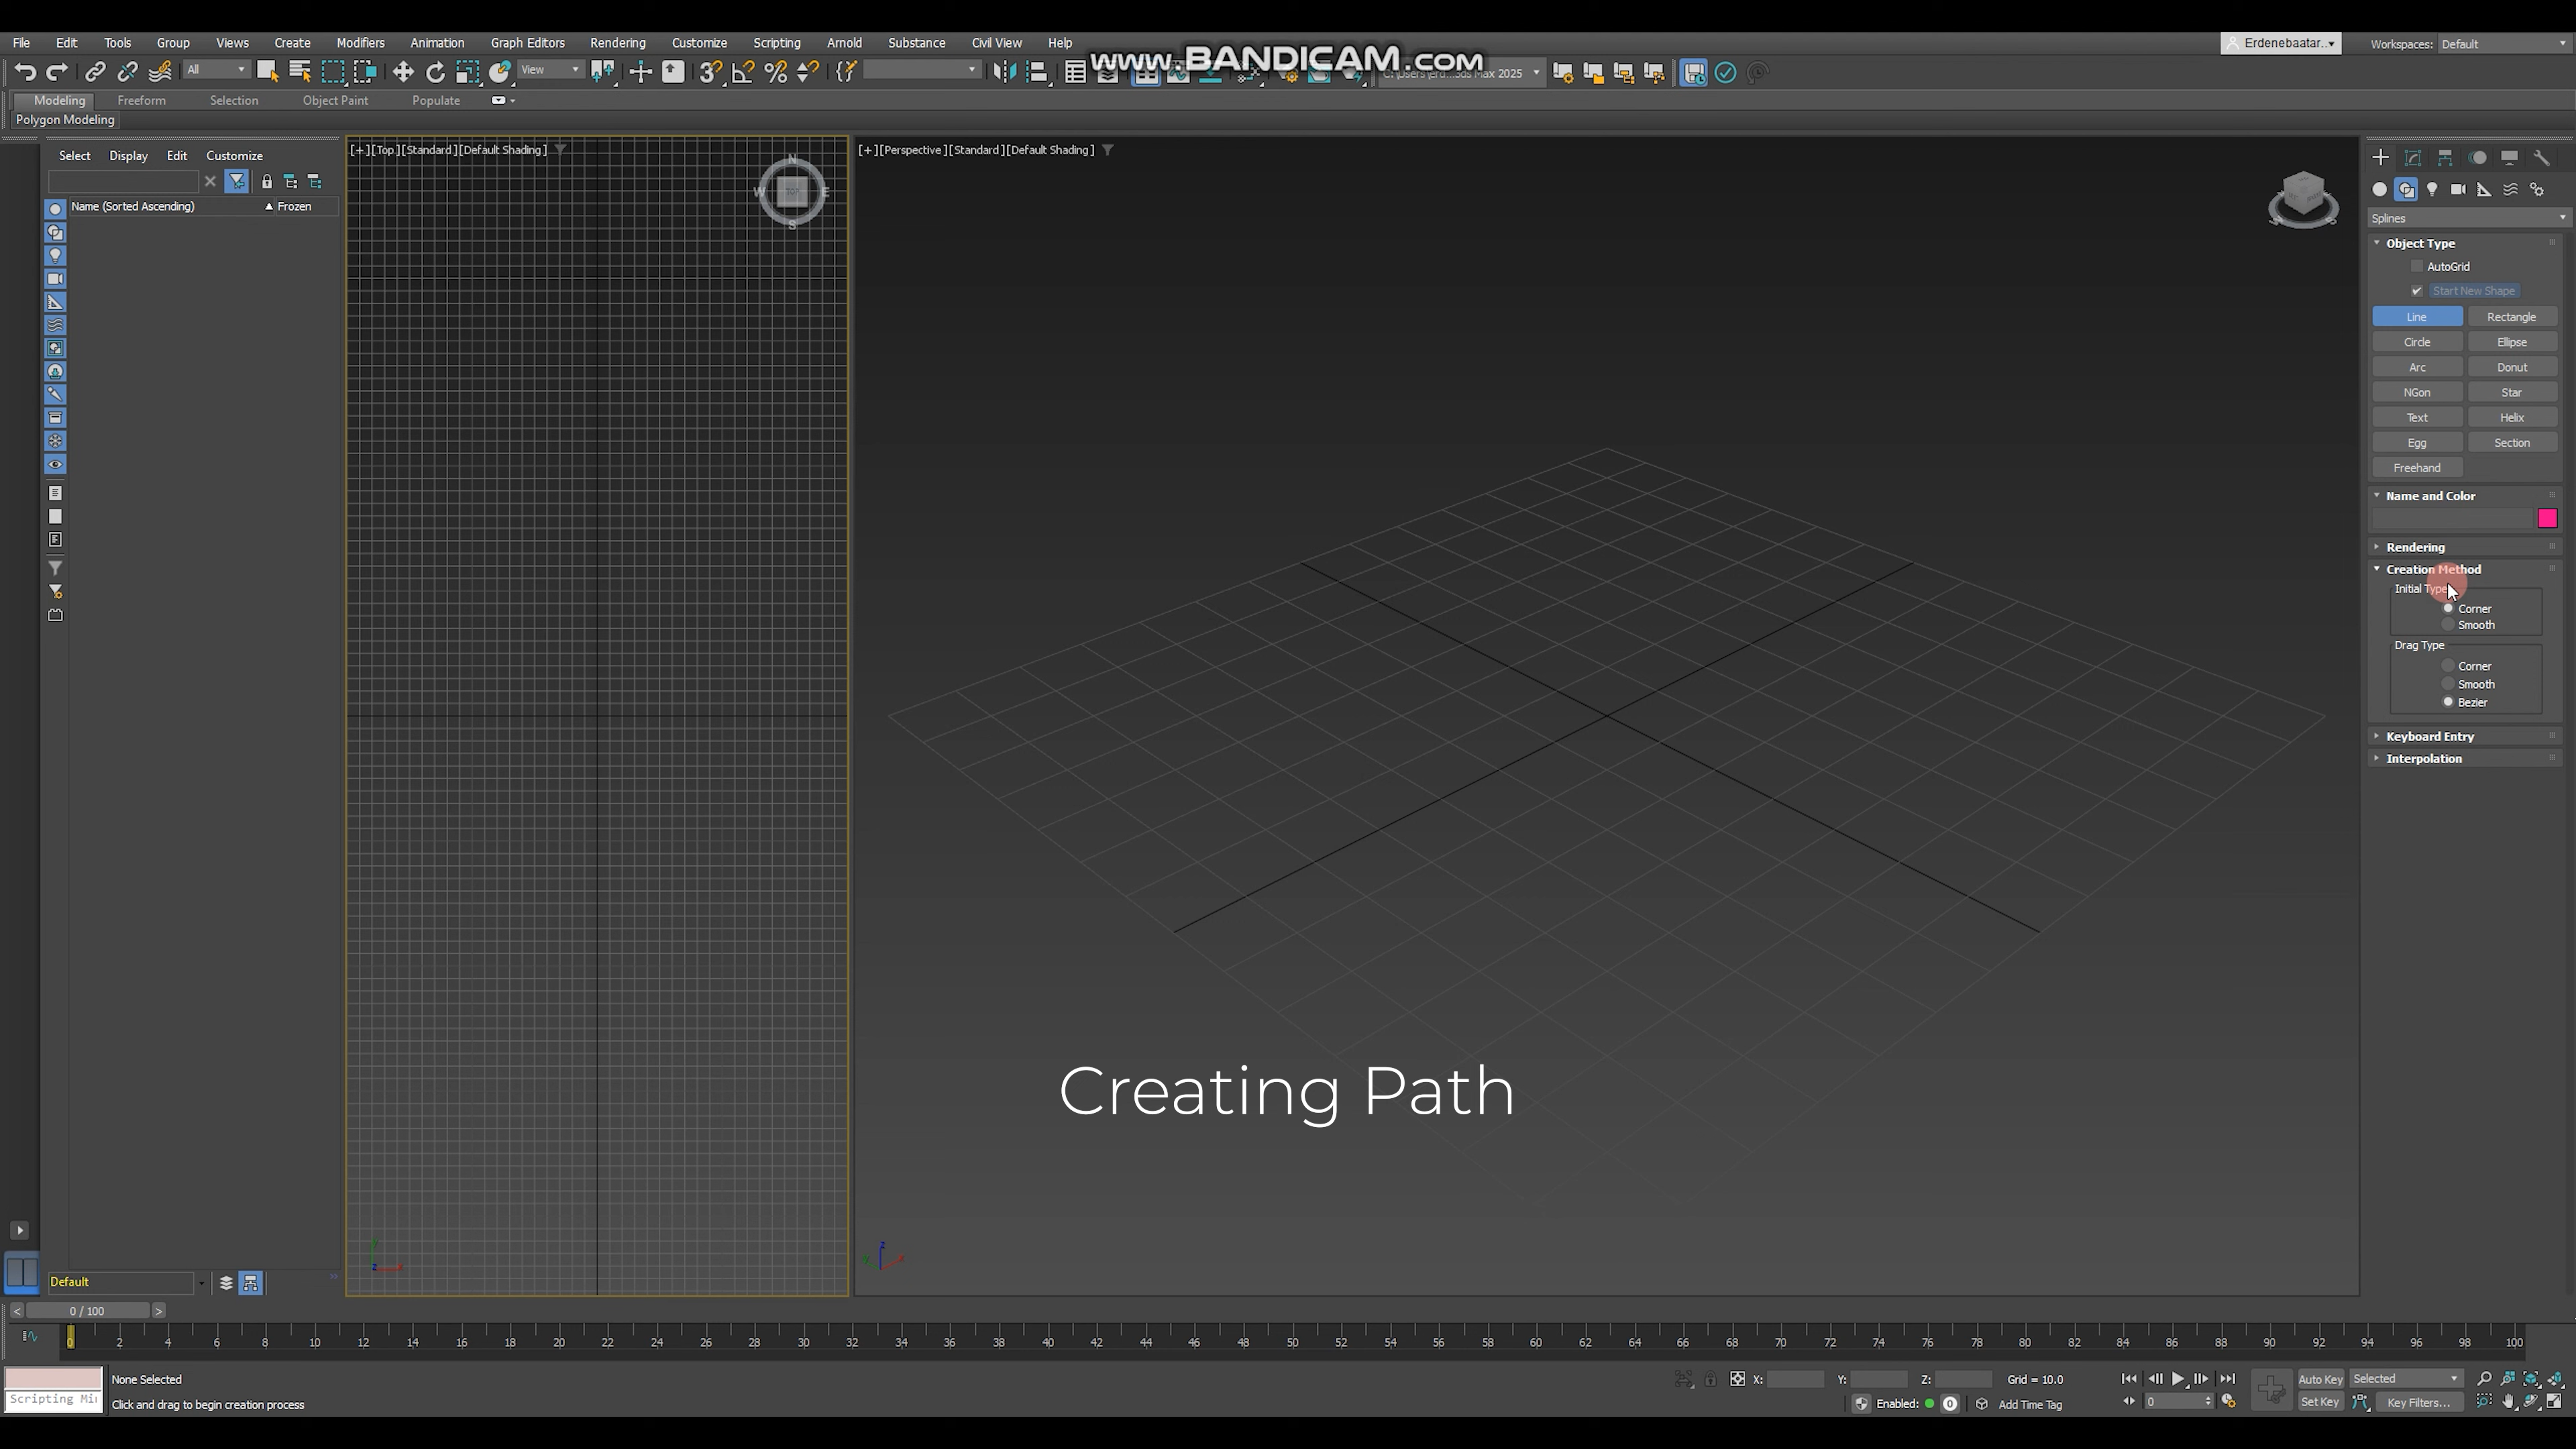 File Edit Tools Group Views Create Modifiers Animation Graph Editors Rendering Customize Scripting Arnold Substance Civil View Help
www.BANDICAM.com
Erdenebaatar... Workspaces: Default
All View 3ds Max 2025
Modeling Freeform Selection Object Paint Populate
Polygon Modeling
Select Display Edit Customize
Name (Sorted Ascending) Frozen
[+][Top][Standard][Default Shading]
N
W TOP E
S
[+][Perspective][Standard][Default Shading]
Splines
Object Type
AutoGrid
Start New Shape
Line Rectangle
Circle Ellipse
Arc Donut
NGon Star
Text Helix
Egg Section
Freehand
Name and Color
Rendering
Creation Method
Initial Type
Corner
Smooth
Drag Type
Corner
Smooth
Bezier
Keyboard Entry
Interpolation
Creating Path
Default
0 / 100
0 2 4 6 8 10 12 14 16 18 20 22 24 26 28 30 32 34 36 38 40 42 44 46 48 50 52 54 56 58 60 62 64 66 68 70 72 74 76 78 80 82 84 86 88 90 92 94 96 98 100
None Selected
Scripting Mi
Click and drag to begin creation process
X: Y: Z: Grid = 10.0
Enabled: 0 Add Time Tag
0
Auto Key Selected
Set Key Key Filters...